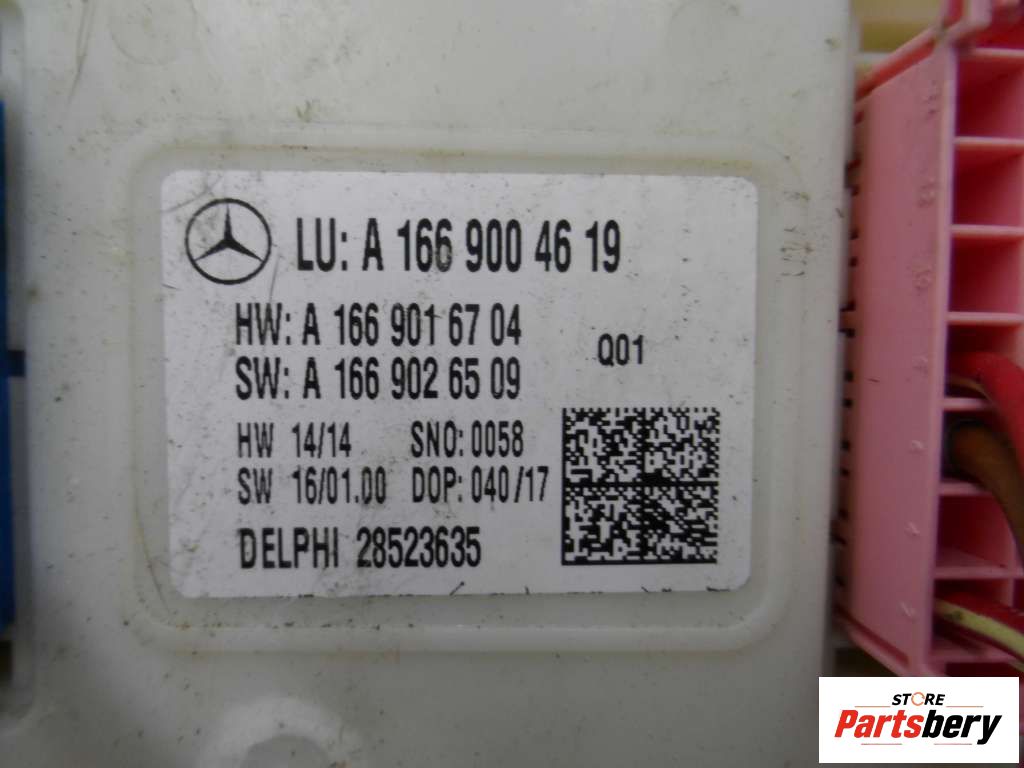 LU: A 166 900 46 19
HW: A 166 901 67 04
SW: A 166 902 65 09
Q01
HW 14/14 SNO: 0058
SW 16/01.00 DOP: 040/17
DELPHI 28523635
STORE
Partsbery